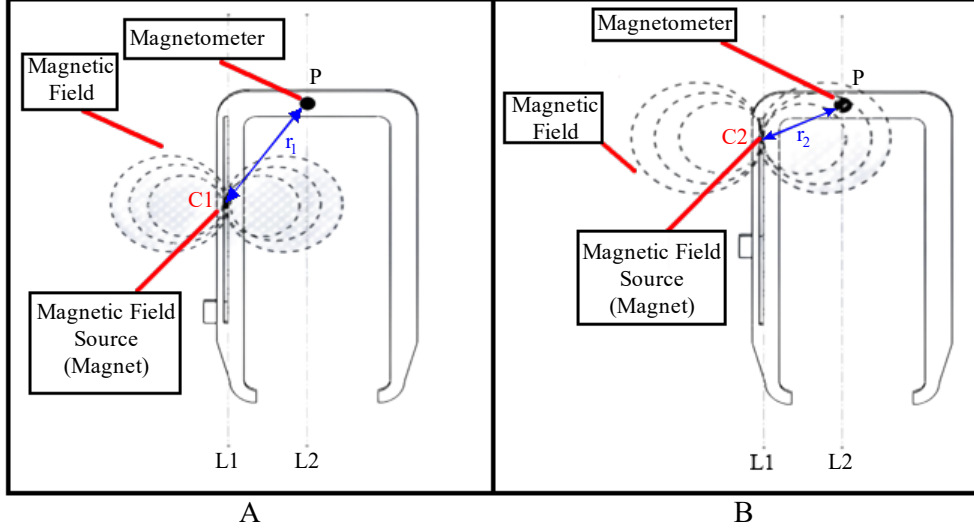 Magnetometer
Magnetic
Field
P
r1
C1
Magnetic Field
Source
(Magnet)
L1
L2
A
Magnetometer
P
Magnetic
Field
C2
r2
Magnetic Field
Source
(Magnet)
L1
L2
B